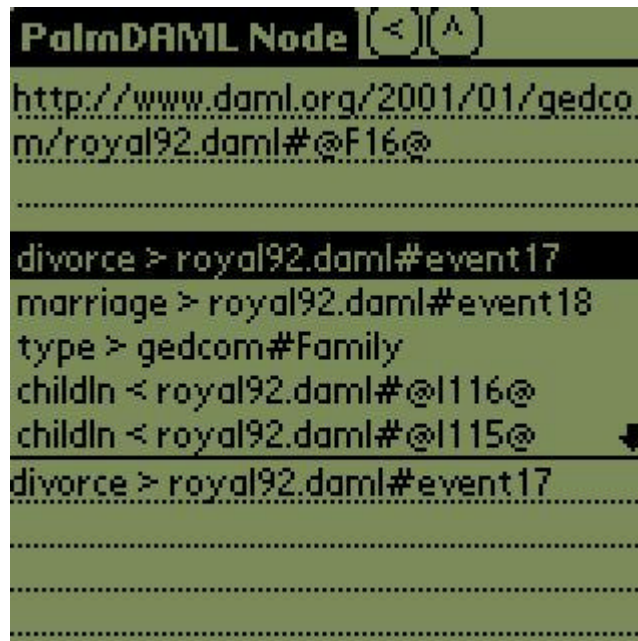 PalmDAML Node (<)(^)
http://www.daml.org/2001/01/gedco
m/royal92.daml#@F16@
divorce > royal92.daml#event17
marriage > royal92.daml#event18
type > gedcom#Family
childIn < royal92.daml#@I116@
childIn < royal92.daml#@I115@
divorce > royal92.daml#event17